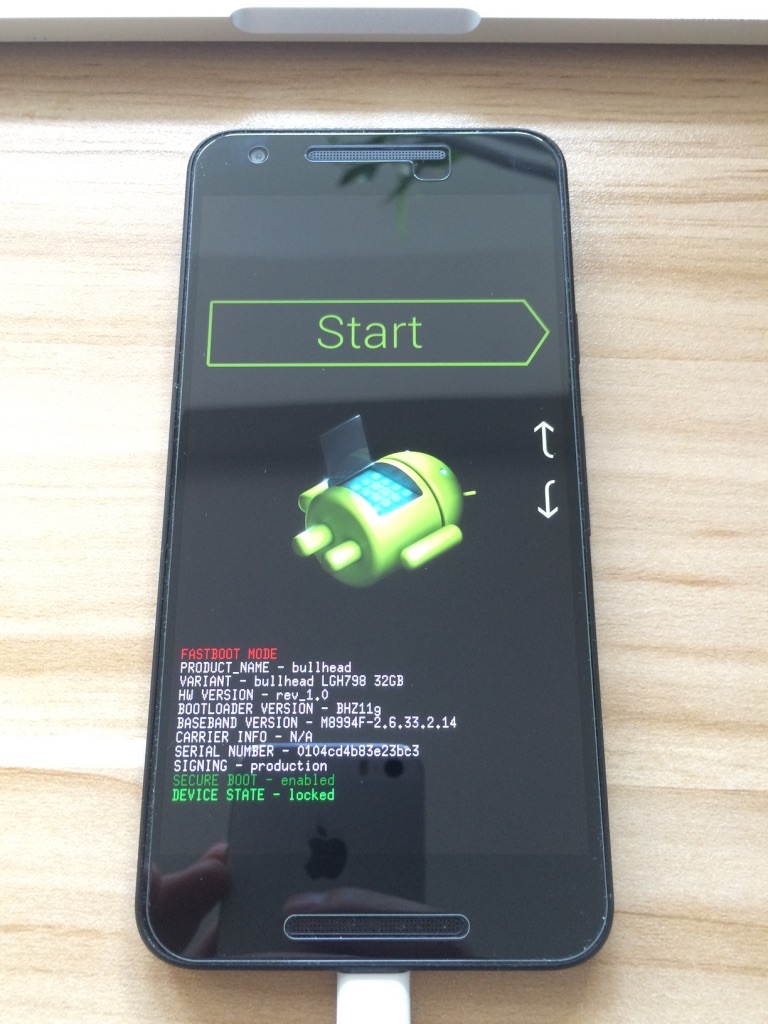 Start
FASTBOOT MODE
PRODUCT_NAME - bullhead
VARIANT - bullhead LGH798 32GB
HW VERSION - rev_1.0
BOOTLOADER VERSION - BHZ11g
BASEBAND VERSION - M8994F-2.6.33.2.14
CARRIER INFO - N/A
SERIAL NUMBER - 0104cd4b83e23bc3
SIGNING - production
SECURE BOOT - enabled
DEVICE STATE - locked